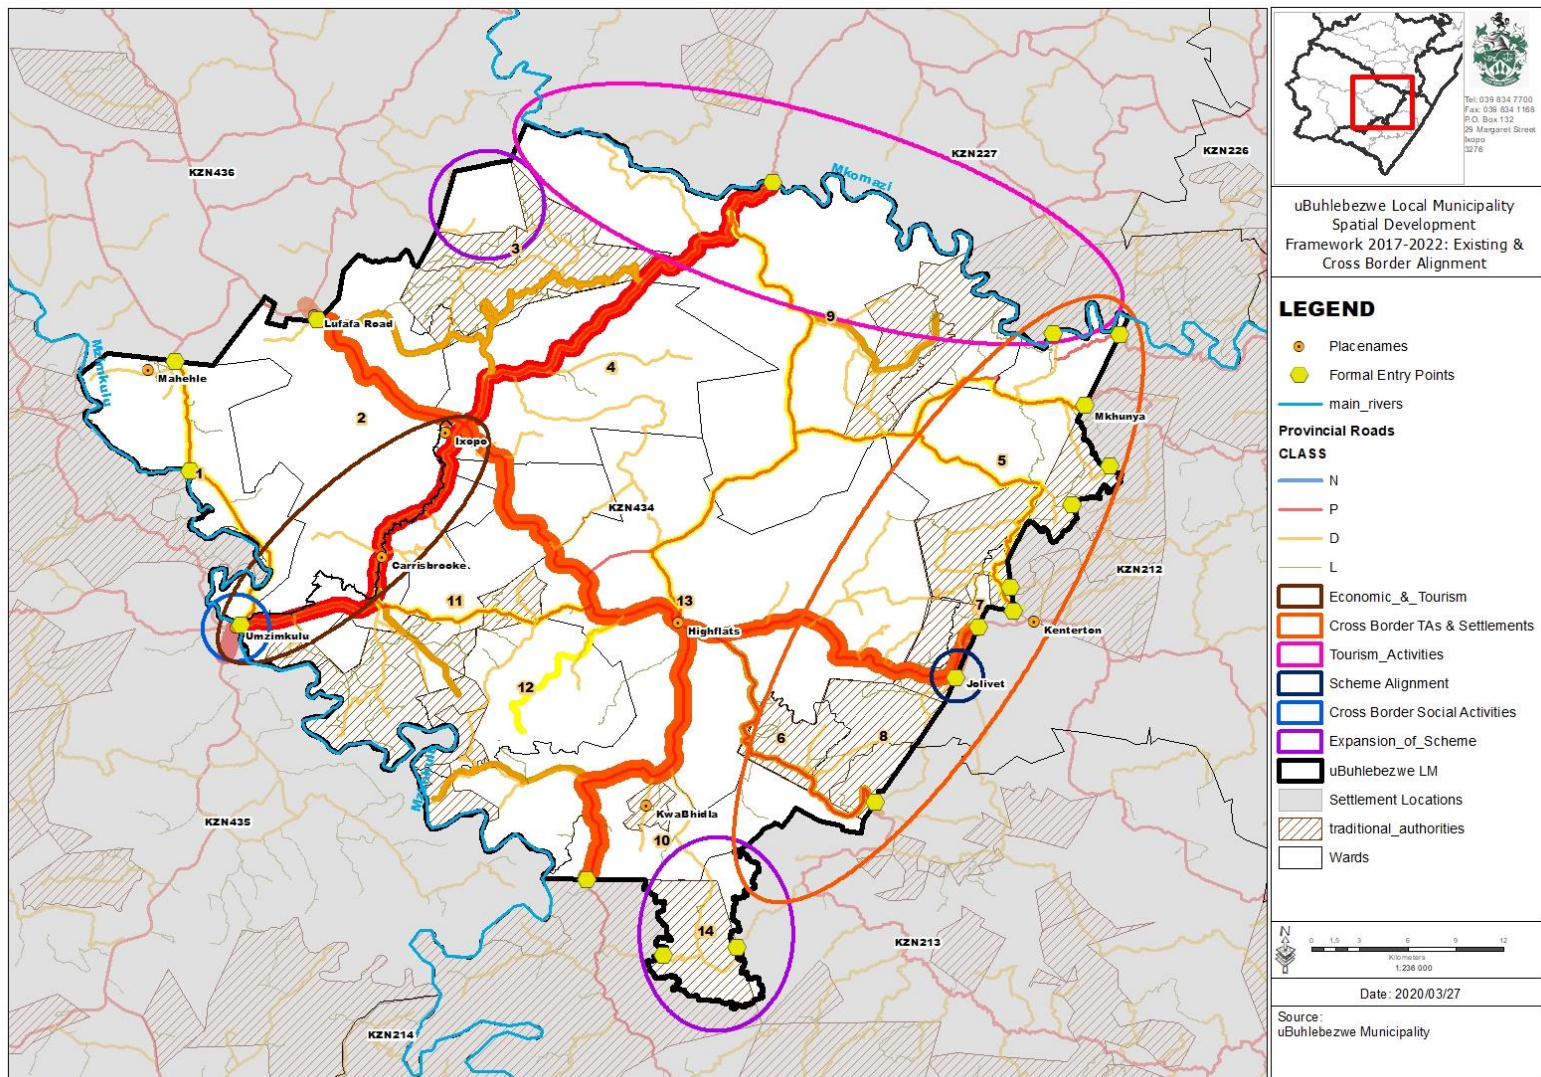 KZN436
KZN227
KZN226
Mkomazi
3
9
Lufafa Road
Mzimkulu
Mahehle
4
2
Ixopo
Mkhunya
1
5
KZN434
Carrisbrooke.
KZN212
11
13
7
Umzimkulu
Highflats
Kenterton
12
Jolivet
6
8
KZN435
KwaBhidla
10
14
KZN213
KZN214
Tel: 039 834 7700
Fax: 039 834 1168
P.O. Box 132
29 Margaret Street
Ixopo
3276
uBuhlebezwe Local Municipality
Spatial Development
Framework 2017-2022: Existing &
Cross Border Alignment
LEGEND
Placenames
Formal Entry Points
main_rivers
Provincial Roads
CLASS
N
P
D
L
Economic_&_Tourism
Cross Border TAs & Settlements
Tourism_Activities
Scheme Alignment
Cross Border Social Activities
Expansion_of_Scheme
uBuhlebezwe LM
Settlement Locations
traditional_authorities
Wards
N
0 1,5 3 6 9 12
Kilometers
1:236 000
Date: 2020/03/27
Source:
uBuhlebezwe Municipality